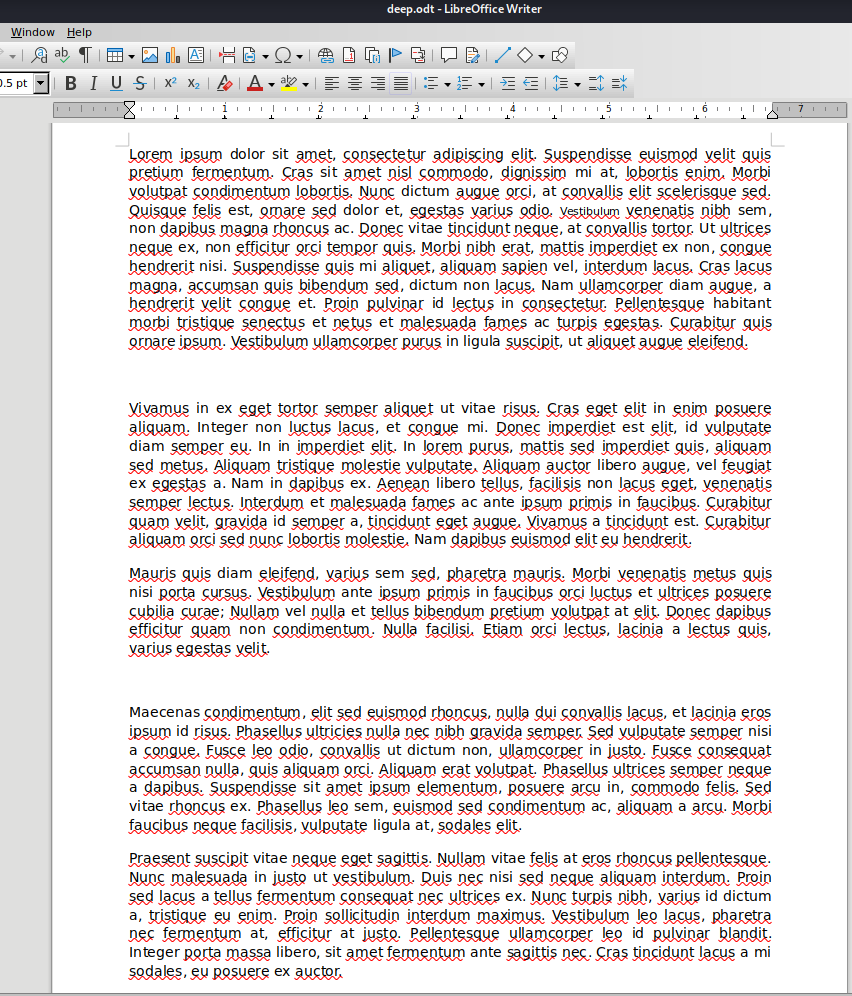 deep.odt - LibreOffice Writer
Window Help
0.5 pt B I U S X² X₂ A
1 2 3 4 5 6 7
Lorem ipsum dolor sit amet, consectetur adipiscing elit. Suspendisse euismod velit quis
pretium fermentum. Cras sit amet nisl commodo, dignissim mi at, lobortis enim. Morbi
volutpat condimentum lobortis. Nunc dictum augue orci, at convallis elit scelerisque sed.
Quisque felis est, ornare sed dolor et, egestas varius odio. Vestibulum venenatis nibh sem,
non dapibus magna rhoncus ac. Donec vitae tincidunt neque, at convallis tortor. Ut ultrices
neque ex, non efficitur orci tempor quis. Morbi nibh erat, mattis imperdiet ex non, congue
hendrerit nisi. Suspendisse quis mi aliquet, aliquam sapien vel, interdum lacus. Cras lacus
magna, accumsan quis bibendum sed, dictum non lacus. Nam ullamcorper diam augue, a
hendrerit velit congue et. Proin pulvinar id lectus in consectetur. Pellentesque habitant
morbi tristique senectus et netus et malesuada fames ac turpis egestas. Curabitur quis
ornare ipsum. Vestibulum ullamcorper purus in ligula suscipit, ut aliquet augue eleifend.
Vivamus in ex eget tortor semper aliquet ut vitae risus. Cras eget elit in enim posuere
aliquam. Integer non luctus lacus, et congue mi. Donec imperdiet est elit, id vulputate
diam semper eu. In in imperdiet elit. In lorem purus, mattis sed imperdiet quis, aliquam
sed metus. Aliquam tristique molestie vulputate. Aliquam auctor libero augue, vel feugiat
ex egestas a. Nam in dapibus ex. Aenean libero tellus, facilisis non lacus eget, venenatis
semper lectus. Interdum et malesuada fames ac ante ipsum primis in faucibus. Curabitur
quam velit, gravida id semper a, tincidunt eget augue. Vivamus a tincidunt est. Curabitur
aliquam orci sed nunc lobortis molestie. Nam dapibus euismod elit eu hendrerit.
Mauris quis diam eleifend, varius sem sed, pharetra mauris. Morbi venenatis metus quis
nisi porta cursus. Vestibulum ante ipsum primis in faucibus orci luctus et ultrices posuere
cubilia curae; Nullam vel nulla et tellus bibendum pretium volutpat at elit. Donec dapibus
efficitur quam non condimentum. Nulla facilisi. Etiam orci lectus, lacinia a lectus quis,
varius egestas velit.
Maecenas condimentum, elit sed euismod rhoncus, nulla dui convallis lacus, et lacinia eros
ipsum id risus. Phasellus ultricies nulla nec nibh gravida semper. Sed vulputate semper nisi
a congue. Fusce leo odio, convallis ut dictum non, ullamcorper in justo. Fusce consequat
accumsan nulla, quis aliquam orci. Aliquam erat volutpat. Phasellus ultrices semper neque
a dapibus. Suspendisse sit amet ipsum elementum, posuere arcu in, commodo felis. Sed
vitae rhoncus ex. Phasellus leo sem, euismod sed condimentum ac, aliquam a arcu. Morbi
faucibus neque facilisis, vulputate ligula at, sodales elit.
Praesent suscipit vitae neque eget sagittis. Nullam vitae felis at eros rhoncus pellentesque.
Nunc malesuada in justo ut vestibulum. Duis nec nisi sed neque aliquam interdum. Proin
sed lacus a tellus fermentum consequat nec ultrices ex. Nunc turpis nibh, varius id dictum
a, tristique eu enim. Proin sollicitudin interdum maximus. Vestibulum leo lacus, pharetra
nec fermentum at, efficitur at justo. Pellentesque ullamcorper leo id pulvinar blandit.
Integer porta massa libero, sit amet fermentum ante sagittis nec. Cras tincidunt lacus a mi
sodales, eu posuere ex auctor.